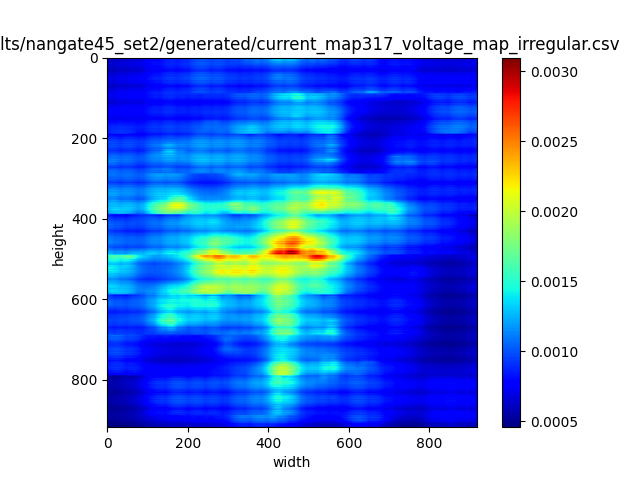 lts/nangate45_set2/generated/current_map317_voltage_map_irregular.csv
0
200
400
600
800
height
0 200 400 600 800
width
0.0030
0.0025
0.0020
0.0015
0.0010
0.0005